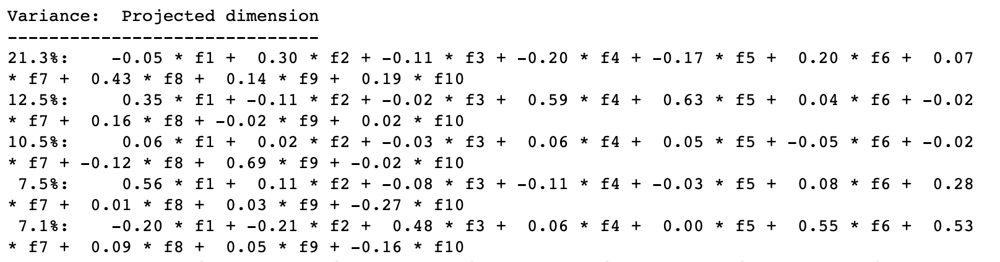 Variance:  Projected dimension
------------------------------
21.3%:    -0.05 * f1 +  0.30 * f2 + -0.11 * f3 + -0.20 * f4 + -0.17 * f5 +  0.20 * f6 +  0.07
* f7 +  0.43 * f8 +  0.14 * f9 +  0.19 * f10
12.5%:     0.35 * f1 + -0.11 * f2 + -0.02 * f3 +  0.59 * f4 +  0.63 * f5 +  0.04 * f6 + -0.02
* f7 +  0.16 * f8 + -0.02 * f9 +  0.02 * f10
10.5%:     0.06 * f1 +  0.02 * f2 + -0.03 * f3 +  0.06 * f4 +  0.05 * f5 + -0.05 * f6 + -0.02
* f7 + -0.12 * f8 +  0.69 * f9 + -0.02 * f10
 7.5%:     0.56 * f1 +  0.11 * f2 + -0.08 * f3 + -0.11 * f4 + -0.03 * f5 +  0.08 * f6 +  0.28
* f7 +  0.01 * f8 +  0.03 * f9 + -0.27 * f10
 7.1%:    -0.20 * f1 + -0.21 * f2 +  0.48 * f3 +  0.06 * f4 +  0.00 * f5 +  0.55 * f6 +  0.53
* f7 +  0.09 * f8 +  0.05 * f9 + -0.16 * f10